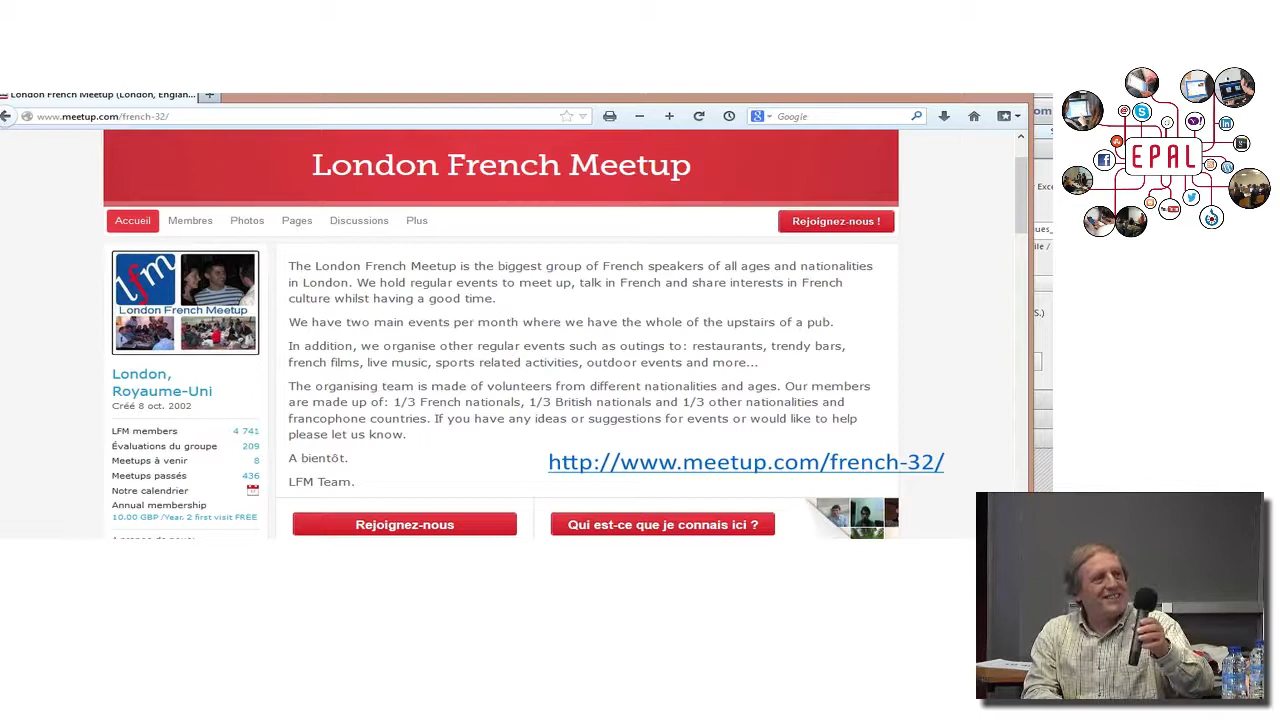 London French Meetup (London, Englan...
www.meetup.com/french-32/
Google
London French Meetup
Accueil Membres Photos Pages Discussions Plus Rejoignez-nous !
lfm
London French Meetup
London,
Royaume-Uni
Créé 8 oct. 2002
LFM members 4 741
Évaluations du groupe 209
Meetups à venir 8
Meetups passés 436
Notre calendrier
Annual membership
10.00 GBP /Year. 2 first visit FREE
The London French Meetup is the biggest group of French speakers of all ages and nationalities
in London. We hold regular events to meet up, talk in French and share interests in French
culture whilst having a good time.
We have two main events per month where we have the whole of the upstairs of a pub.
In addition, we organise other regular events such as outings to: restaurants, trendy bars,
french films, live music, sports related activities, outdoor events and more...
The organising team is made of volunteers from different nationalities and ages. Our members
are made up of: 1/3 French nationals, 1/3 British nationals and 1/3 other nationalities and
francophone countries. If you have any ideas or suggestions for events or would like to help
please let us know.
A bientôt.
LFM Team.
http://www.meetup.com/french-32/
Rejoignez-nous
Qui est-ce que je connais ici ?
EPAL